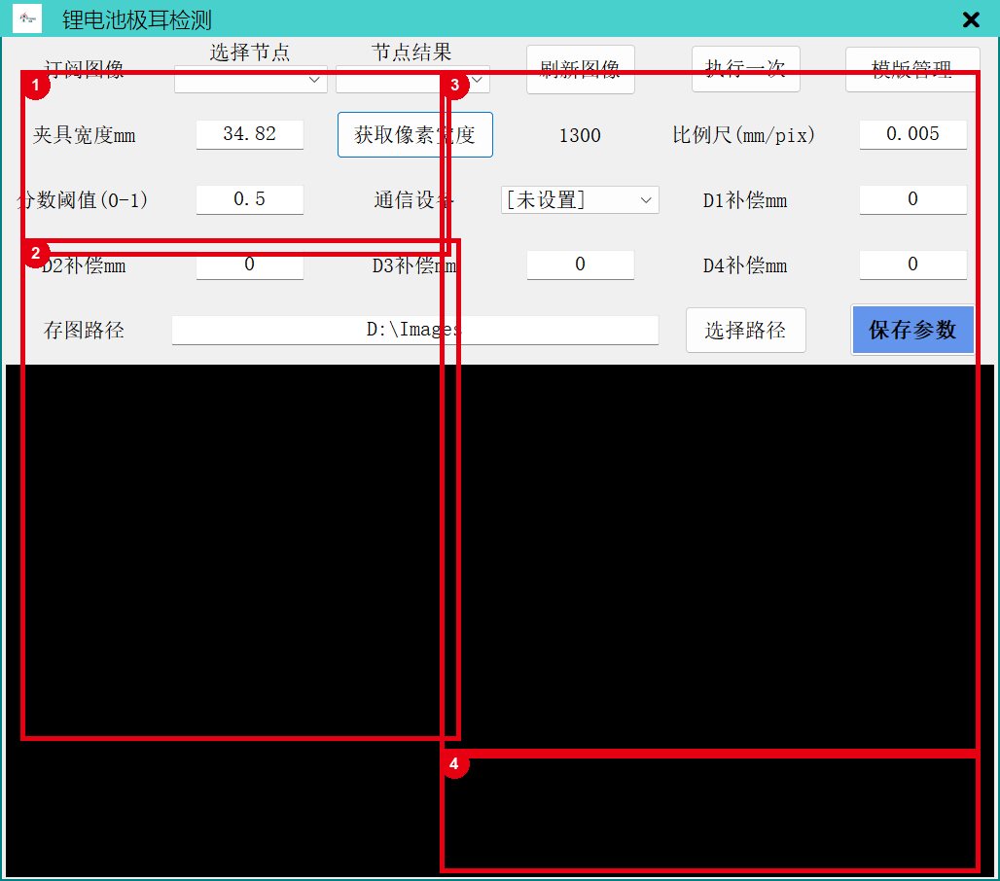 锂电池极耳检测
选择节点 节点结果
订阅图像 刷新图像 执行一次 模版管理
1 3
夹具宽度mm 34.82 获取像素宽度 1300 比例尺(mm/pix) 0.005
分数阈值(0-1) 0.5 通信设备 [未设置] D1补偿mm 0
2
D2补偿mm 0 D3补偿mm 0 D4补偿mm 0
存图路径 D:\Images 选择路径 保存参数
4